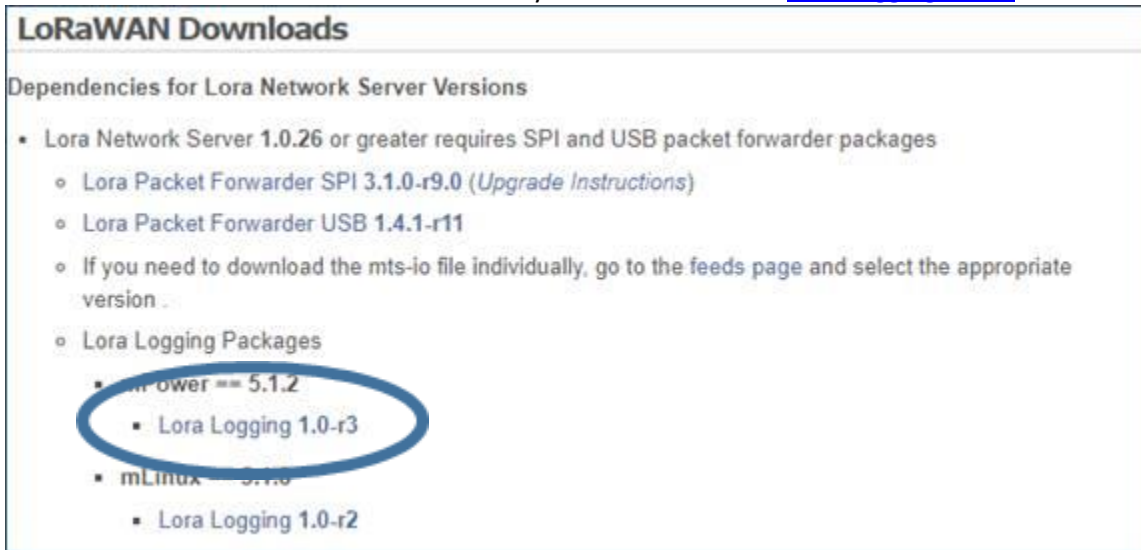 LoRaWAN Downloads
Dependencies for Lora Network Server Versions
▪ Lora Network Server 1.0.26 or greater requires SPI and USB packet forwarder packages
∘ Lora Packet Forwarder SPI 3.1.0-r9.0 (Upgrade Instructions)
∘ Lora Packet Forwarder USB 1.4.1-r11
∘ If you need to download the mts-io file individually, go to the feeds page and select the appropriate
version .
∘ Lora Logging Packages
▪ == 5.1.2
▪ Lora Logging 1.0-r3
▪ mLinux
▪ Lora Logging 1.0-r2